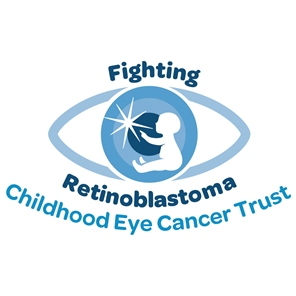 Fighting
Retinoblastoma
Childhood Eye Cancer Trust